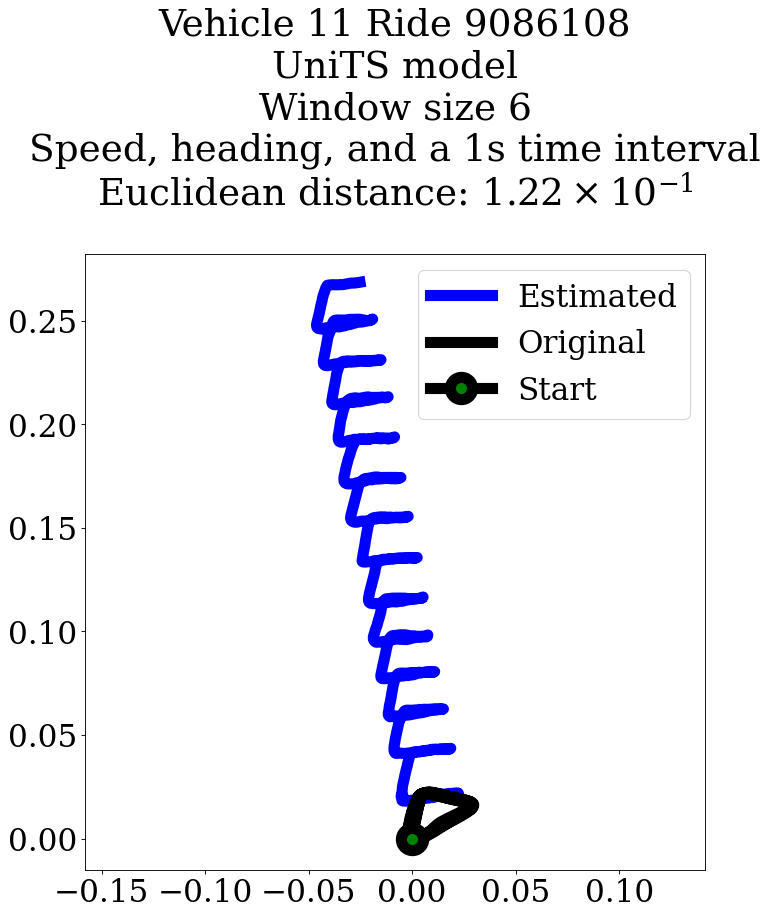 Vehicle 11 Ride 9086108
UniTS model
Window size 6
Speed, heading, and a 1s time interval
Euclidean distance: 1.22 × 10⁻¹
Estimated
Original
Start
0.25
0.20
0.15
0.10
0.05
0.00
−0.15 −0.10 −0.05 0.00 0.05 0.10